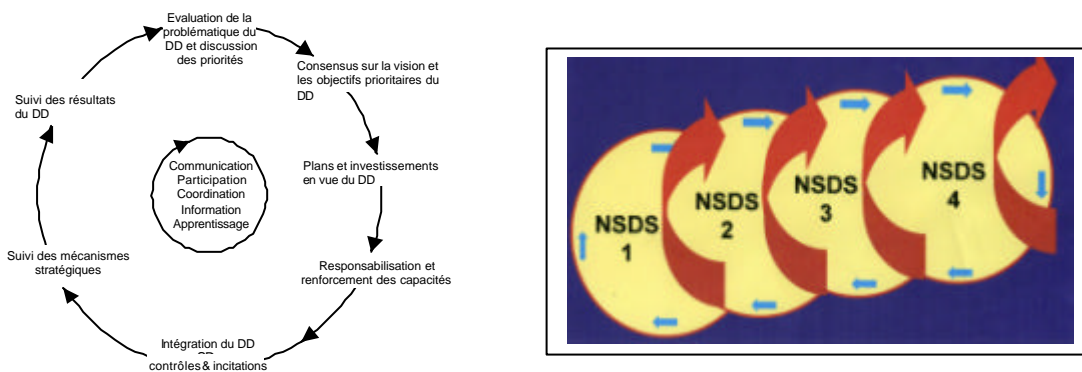 Evaluation de la
problématique du
DD et discussion
des priorités
Consensus sur la vision et
les objectifs prioritaires du
DD
Plans et investissements
en vue du DD
Responsabilisation et
renforcement des capacités
Intégration du DD
contrôles & incitations
Suivi des mécanismes
stratégiques
Suivi des résultats
du DD
Communication
Participation
Coordination
Information
Apprentissage
NSDS
1
NSDS
2
NSDS
3
NSDS
4